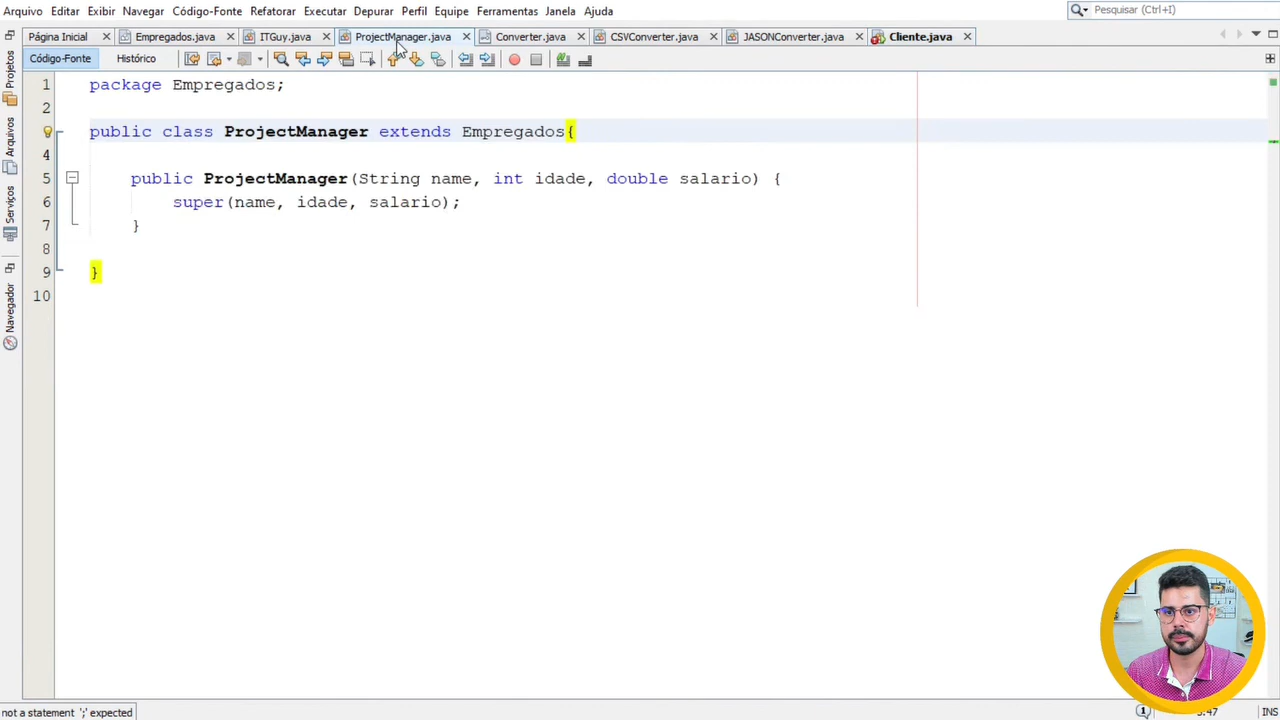 Arquivo Editar Exibir Navegar Código-Fonte Refatorar Executar Depurar Perfil Equipe Ferramentas Janela Ajuda
Pesquisar (Ctrl+I)
Página Inicial Empregados.java ITGuy.java ProjectManager.java Converter.java CSVConverter.java JASONConverter.java Cliente.java
Código-Fonte Histórico
Projetos
Arquivos
Serviços
Navegador
1 package Empregados;
2
3 public class ProjectManager extends Empregados{
4
5 public ProjectManager(String name, int idade, double salario) {
6 super(name, idade, salario);
7 }
8
9 }
10
not a statement ';' expected
1
INS